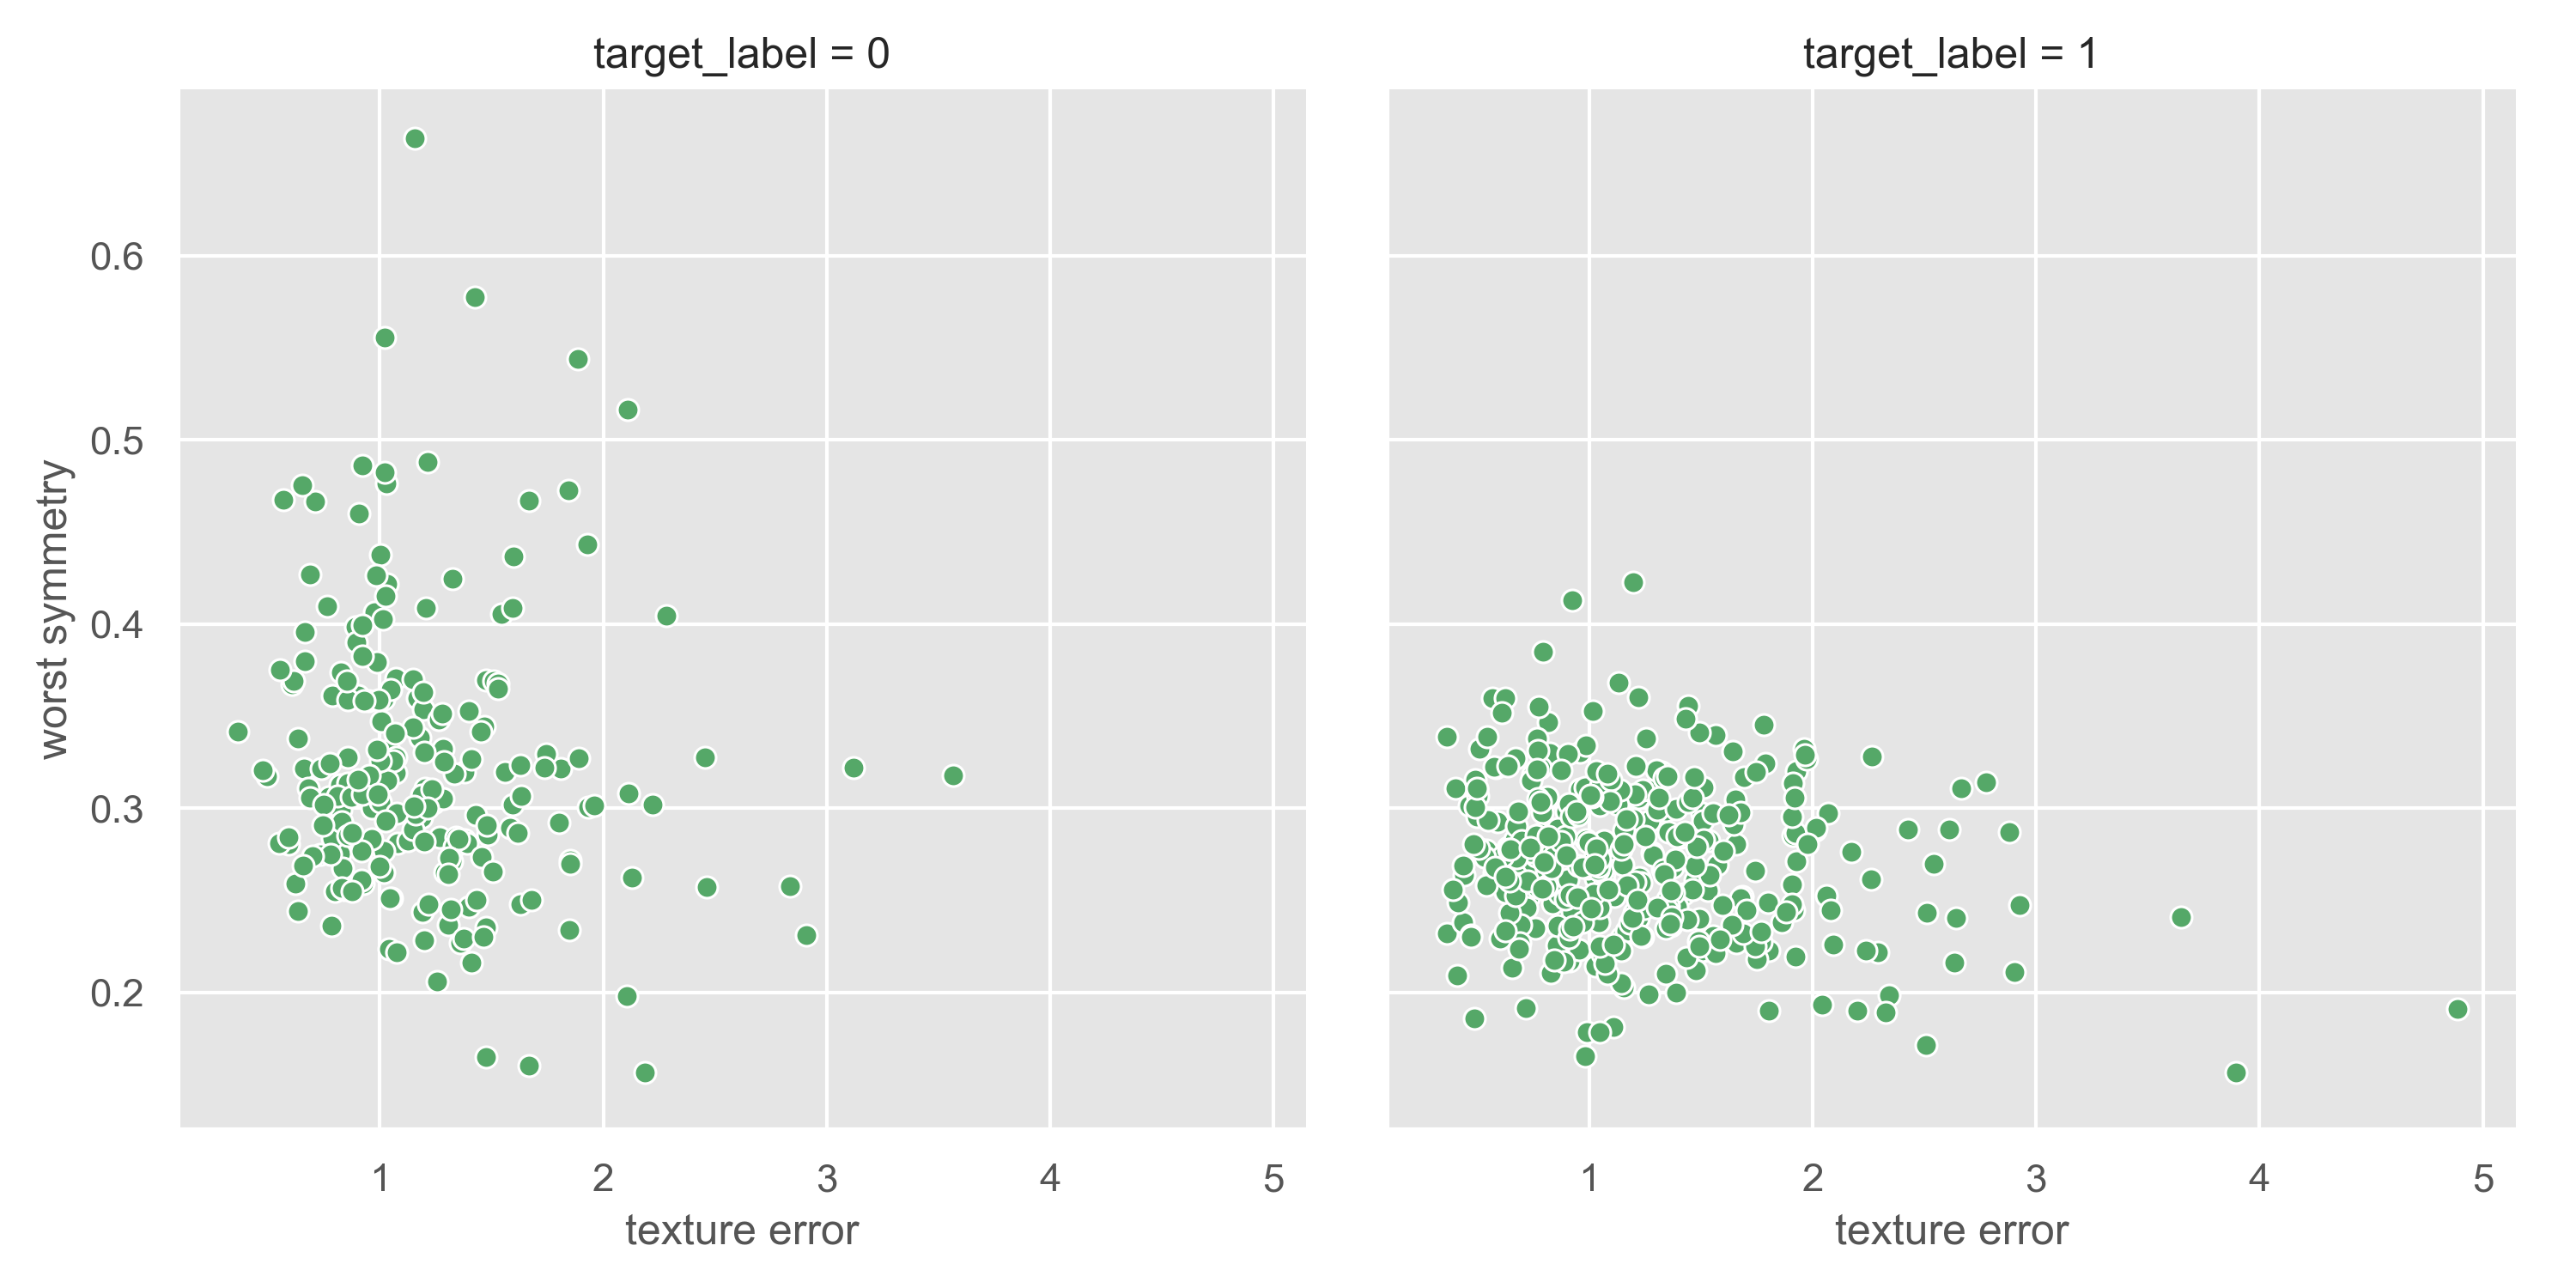 target_label = 0
target_label = 1
worst symmetry
0.6
0.5
0.4
0.3
0.2
1 2 3 4 5
1 2 3 4 5
texture error
texture error